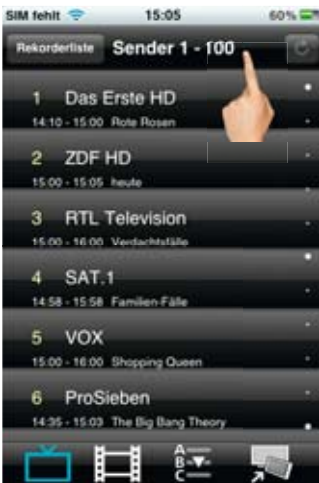 SIM fehlt 15:05 60%
Rekorderliste Sender 1 - 100
1 Das Erste HD
14:10 - 15:00 Rote Rosen
2 ZDF HD
15:00 - 15:05 heute
3 RTL Television
15:00 - 16:00 Verdachtsfälle
4 SAT.1
14:58 - 15:58 Familien-Fälle
5 VOX
15:00 - 16:00 Shopping Queen
6 ProSieben
14:35 - 15:03 The Big Bang Theory
A
B
C